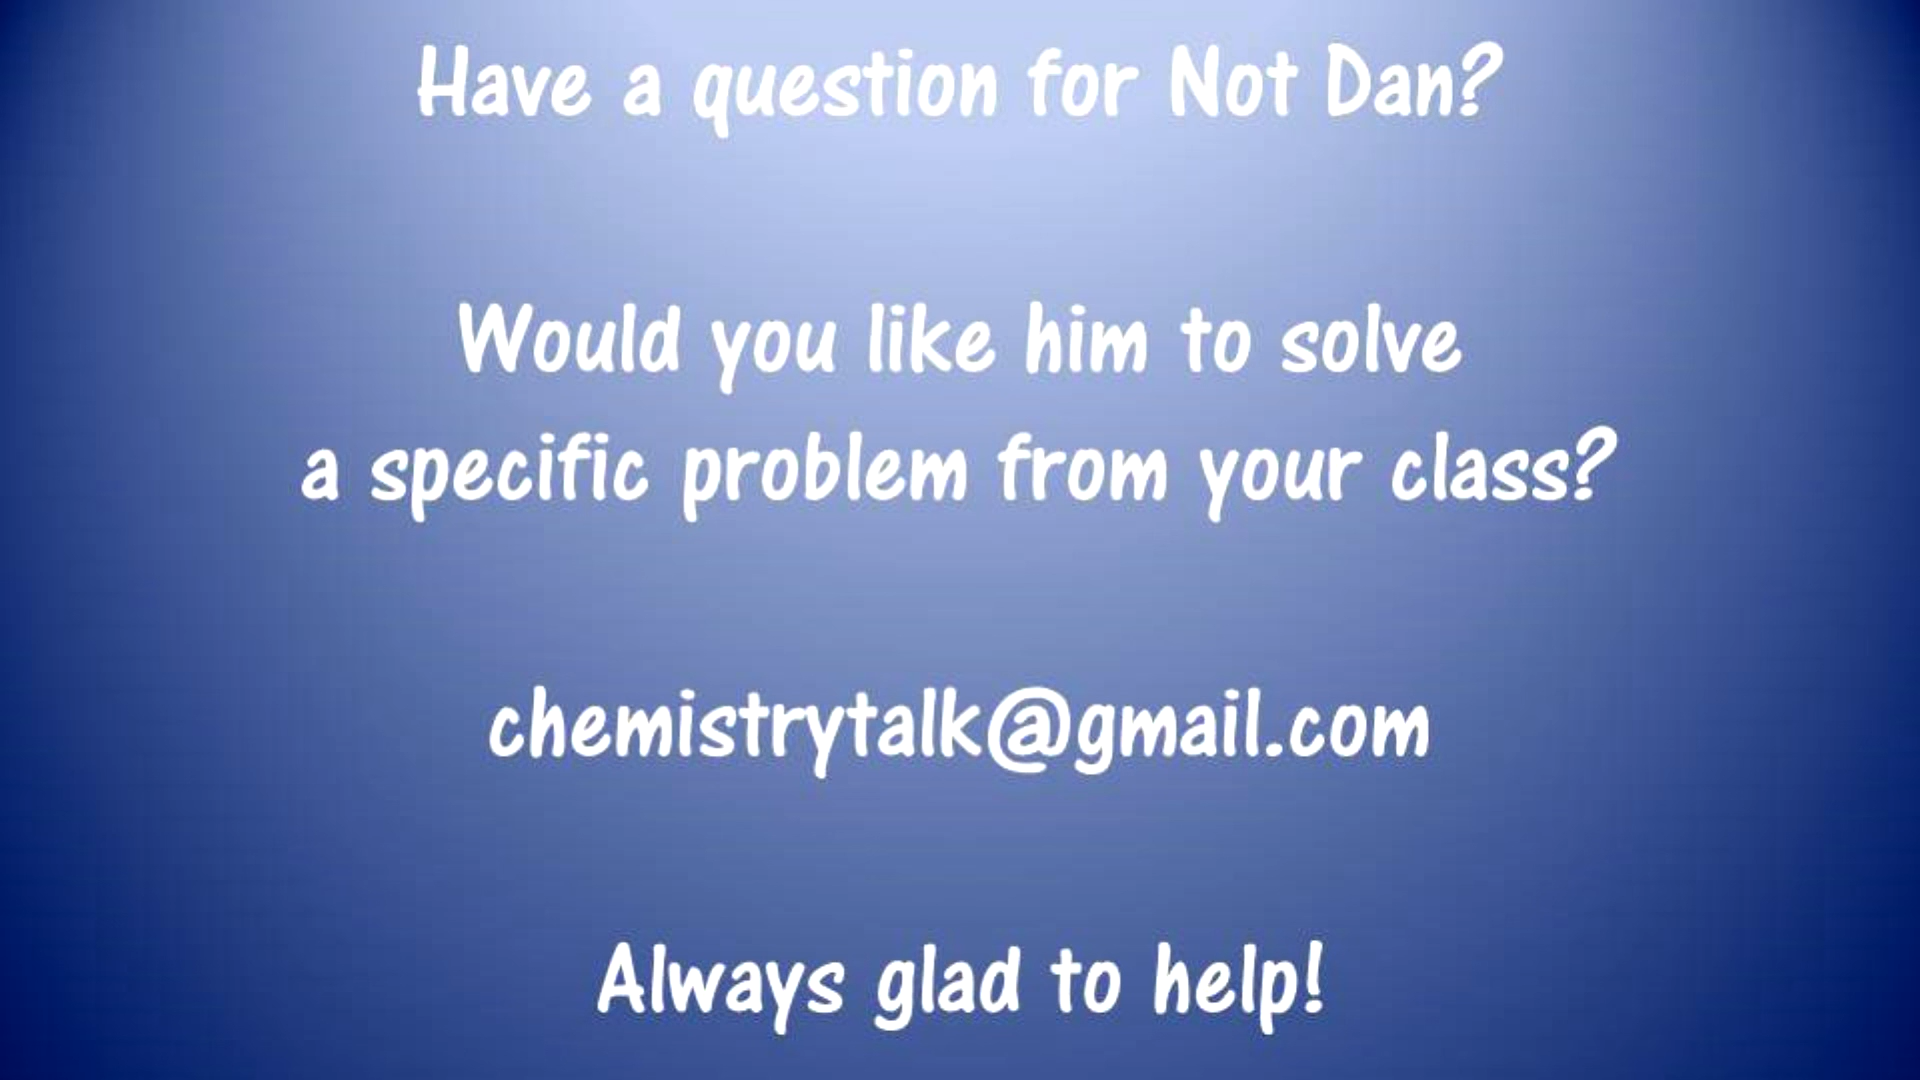 Have a question for Not Dan?
Would you like him to solve
a specific problem from your class?
chemistrytalk@gmail.com
Always glad to help!